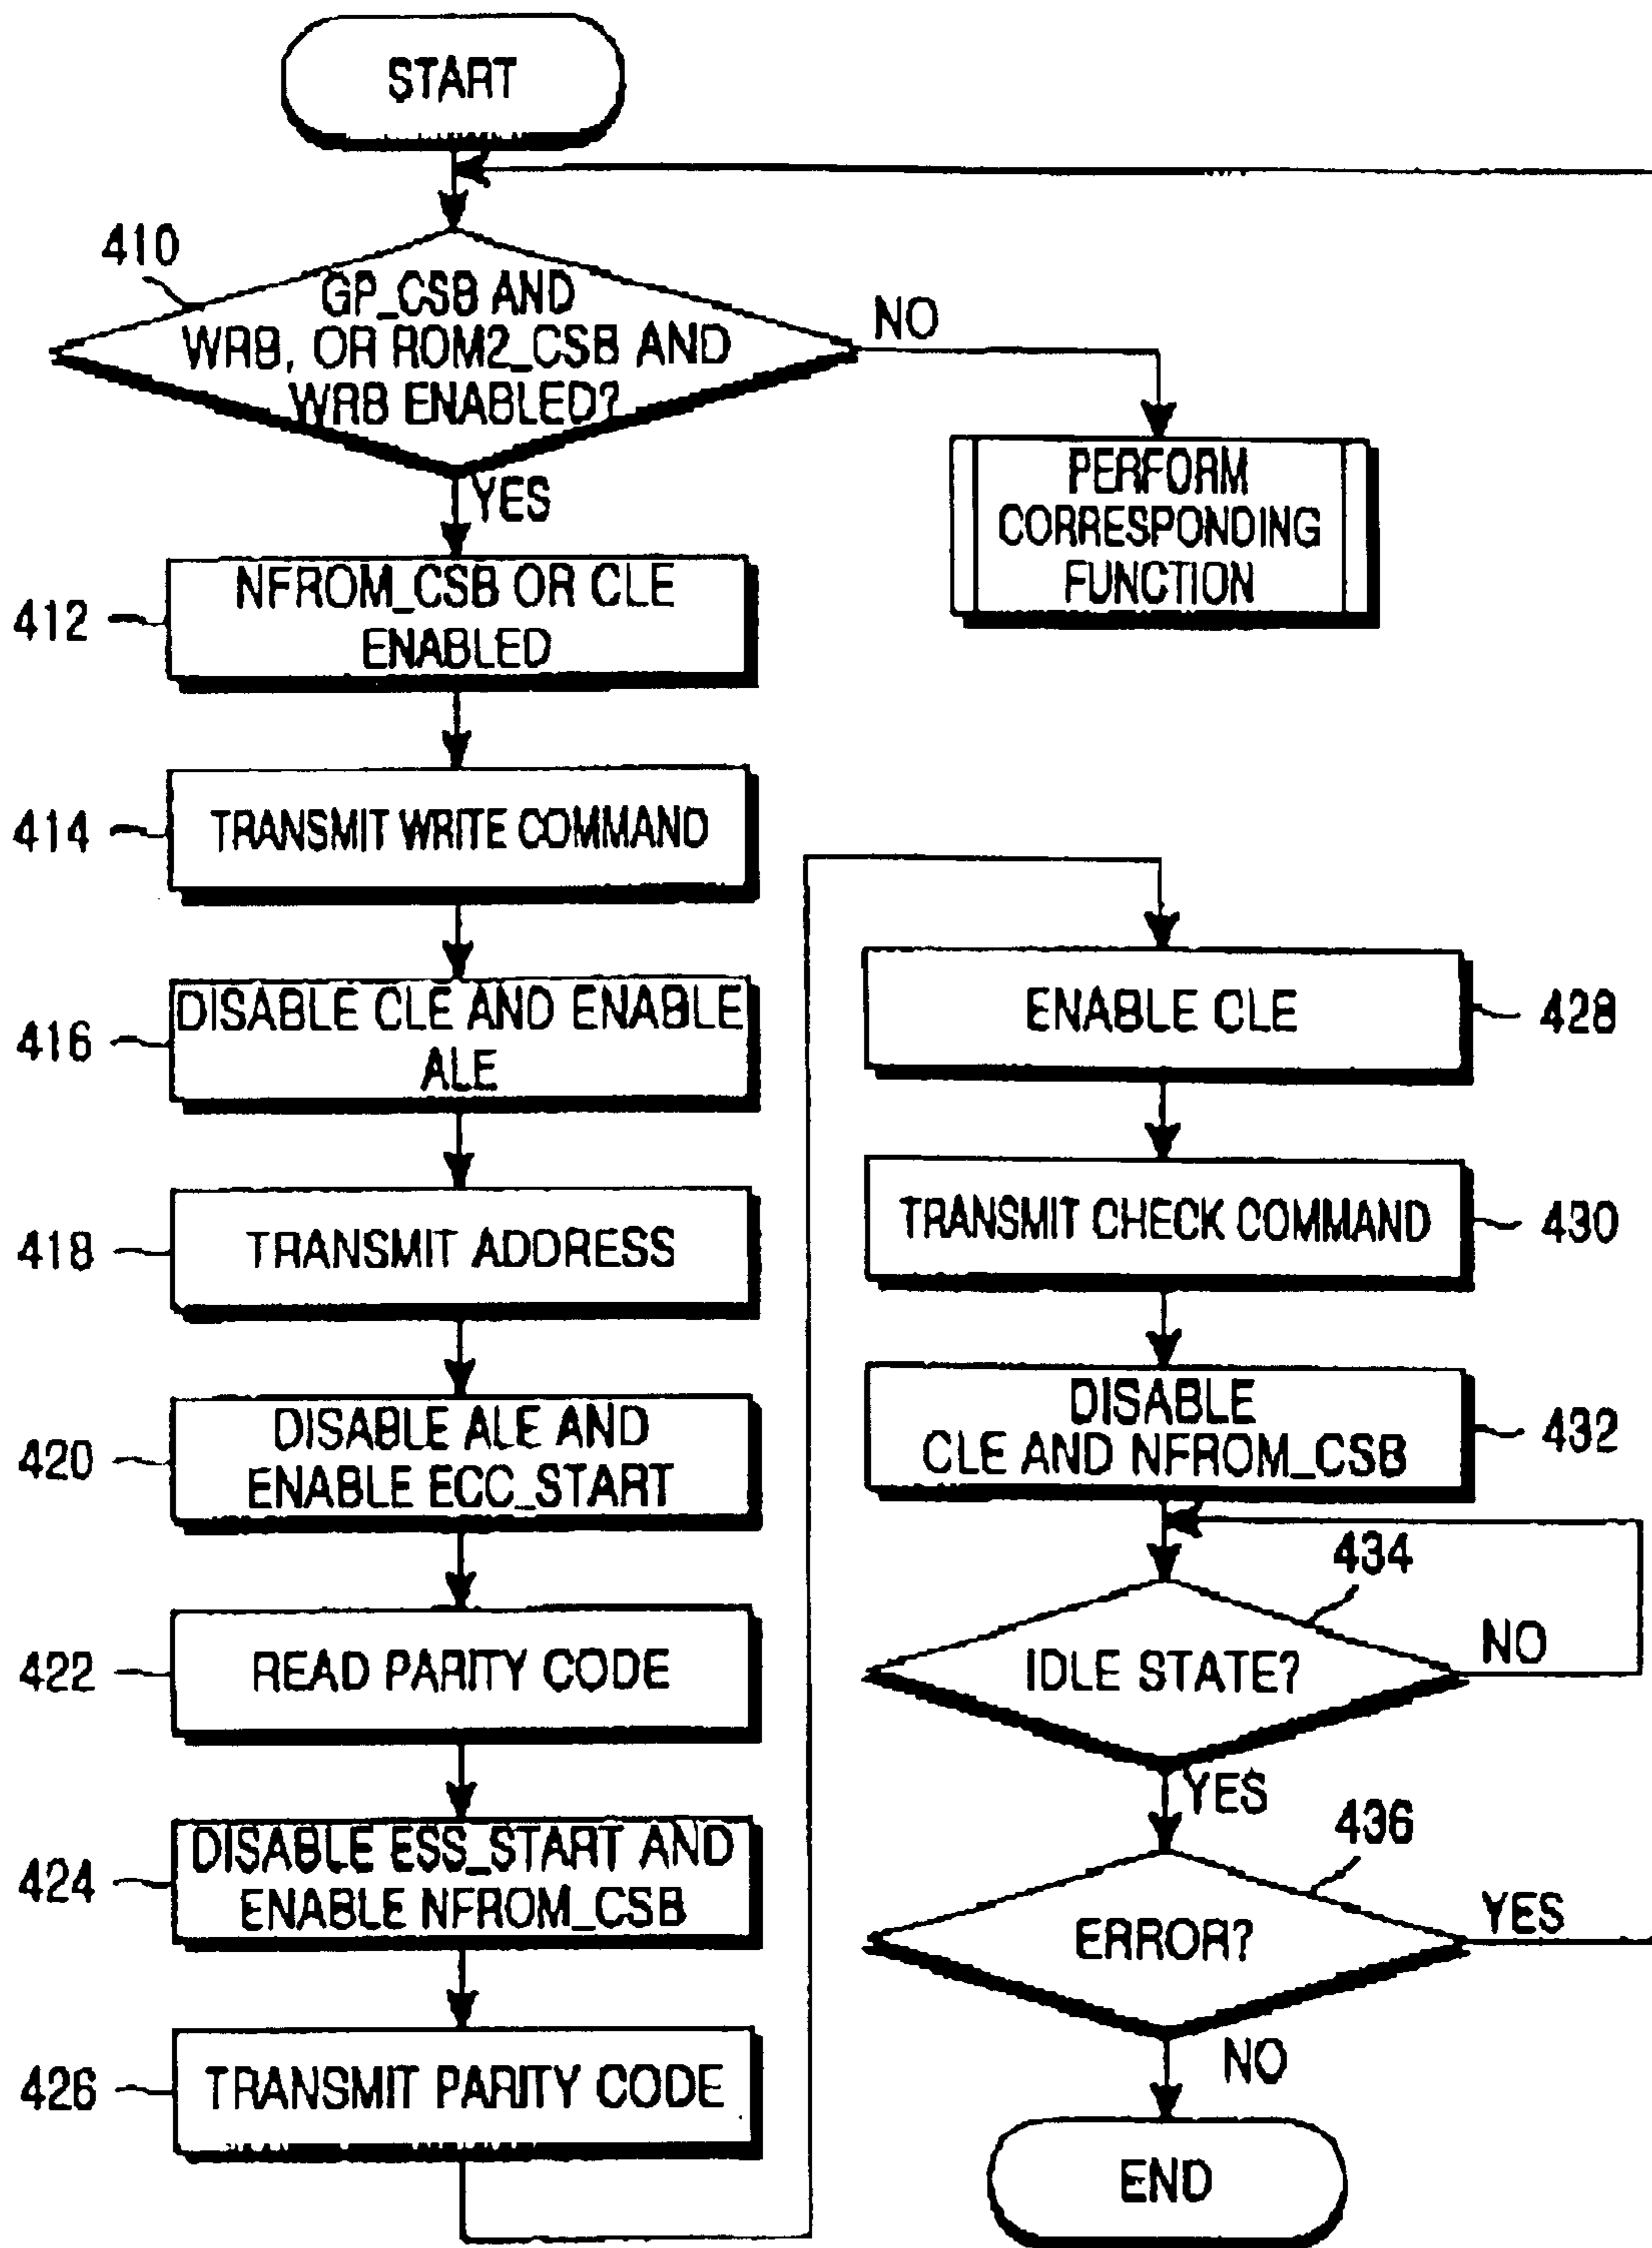 START
410
GP_CSB AND
WRB, OR ROM2_CSB AND
WRB ENABLED?
NO
YES
PERFORM
CORRESPONDING
FUNCTION
412
NFROM_CSB OR CLE
ENABLED
414
TRANSMIT WRITE COMMAND
416
DISABLE CLE AND ENABLE
ALE
418
TRANSMIT ADDRESS
420
DISABLE ALE AND
ENABLE ECC_START
422
READ PARITY CODE
424
DISABLE ESS_START AND
ENABLE NFROM_CSB
426
TRANSMIT PARITY CODE
ENABLE CLE
428
TRANSMIT CHECK COMMAND
430
DISABLE
CLE AND NFROM_CSB
432
434
IDLE STATE?
NO
YES
436
ERROR?
YES
NO
END